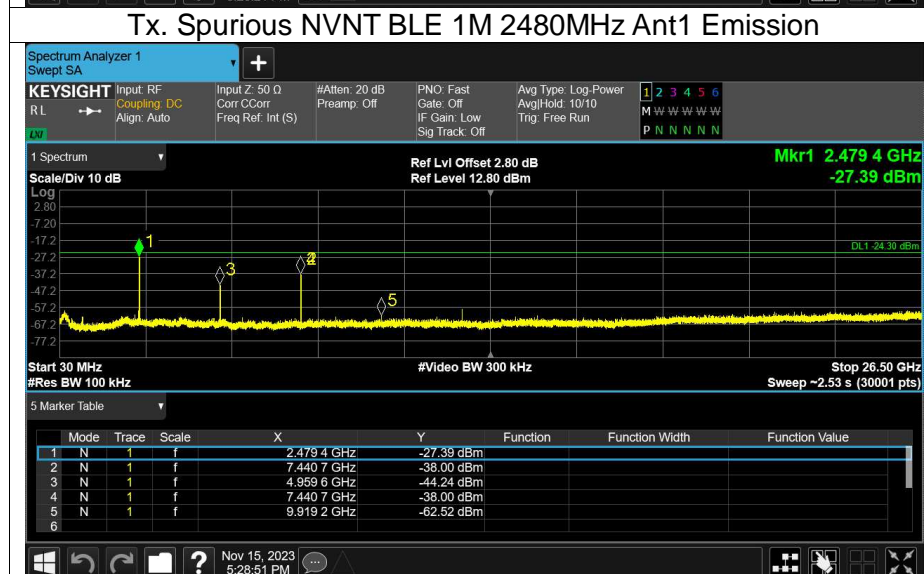 Tx. Spurious NVNT BLE 1M 2480MHz Ant1 Emission
Spectrum Analyzer 1
Swept SA
+
KEYSIGHT Input: RF Input Z: 50 Ω #Atten: 20 dB PNO: Fast Avg Type: Log-Power 1 2 3 4 5 6
RL Coupling: DC Corr CCorr Preamp: Off Gate: Off Avg|Hold: 10/10 M W W W W W
Align: Auto Freq Ref: Int (S) IF Gain: Low Trig: Free Run
LXI Sig Track: Off P N N N N N
1 Spectrum Ref Lvl Offset 2.80 dB Mkr1 2.479 4 GHz
Scale/Div 10 dB Ref Level 12.80 dBm -27.39 dBm
Log
2.80
-7.20
-17.2 1
DL1 -24.30 dBm
-27.2
-37.2 3
-47.2
-57.2 5
-67.2
-77.2
Start 30 MHz #Video BW 300 kHz Stop 26.50 GHz
#Res BW 100 kHz Sweep ~2.53 s (30001 pts)
5 Marker Table
Mode Trace Scale X Y Function Function Width Function Value
1 N 1 f 2.479 4 GHz -27.39 dBm
2 N 1 f 7.440 7 GHz -38.00 dBm
3 N 1 f 4.959 6 GHz -44.24 dBm
4 N 1 f 7.440 7 GHz -38.00 dBm
5 N 1 f 9.919 2 GHz -62.52 dBm
6
? Nov 15, 2023
5:28:51 PM